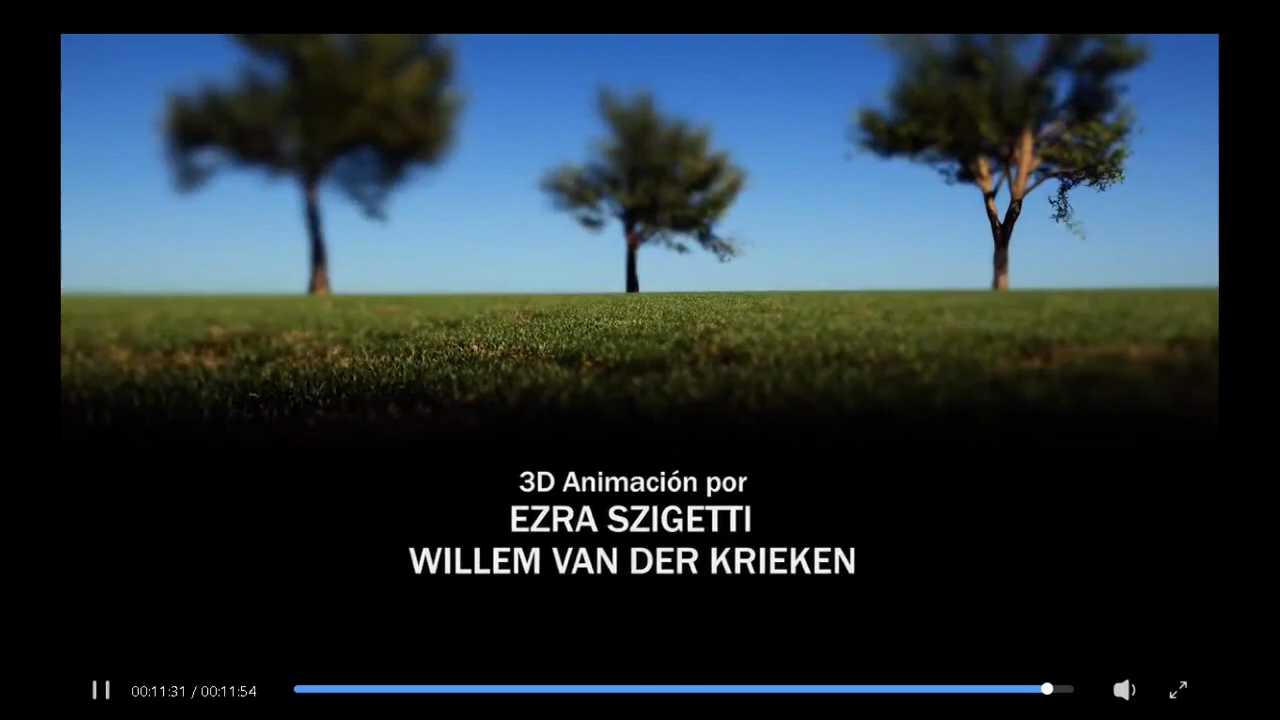 3D Animación por
EZRA SZIGETTI
WILLEM VAN DER KRIEKEN
00:11:31 / 00:11:54